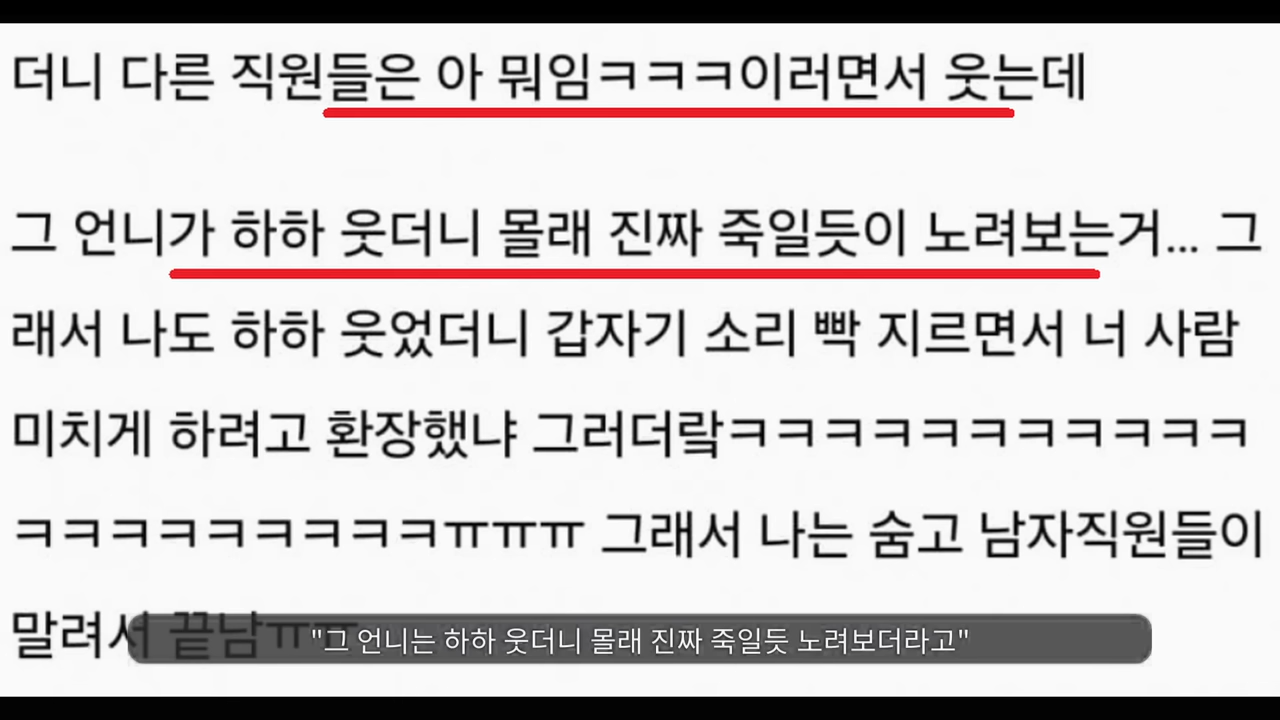 더니 다른 직원들은 아 뭐임ㅋㅋㅋ이러면서 웃는데
그 언니가 하하 웃더니 몰래 진짜 죽일듯이 노려보는거... 그
래서 나도 하하 웃었더니 갑자기 소리 빡 지르면서 너 사람
미치게 하려고 환장했냐 그러더랔ㅋㅋㅋㅋㅋㅋㅋㅋㅋㅋㅋ
ㅋㅋㅋㅋㅋㅋㅋㅋㅋㅠㅠㅠ 그래서 나는 숨고 남자직원들이
말려서 끝남ㅠㅠ
"그 언니는 하하 웃더니 몰래 진짜 죽일듯 노려보더라고"